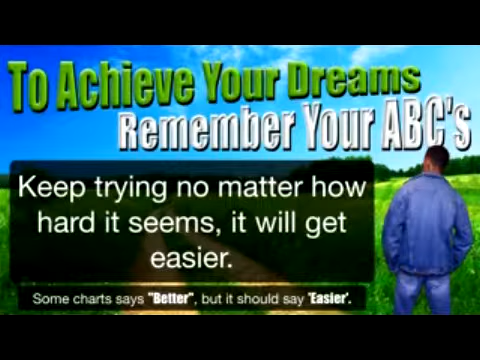 To Achieve Your Dreams
Remember Your ABC's
Keep trying no matter how
hard it seems, it will get
easier.
Some charts says "Better", but it should say 'Easier'.